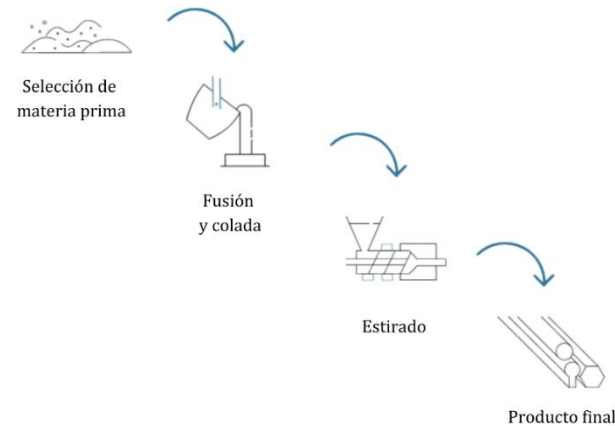 Selección de
materia prima
Fusión
y colada
Estirado
Producto final